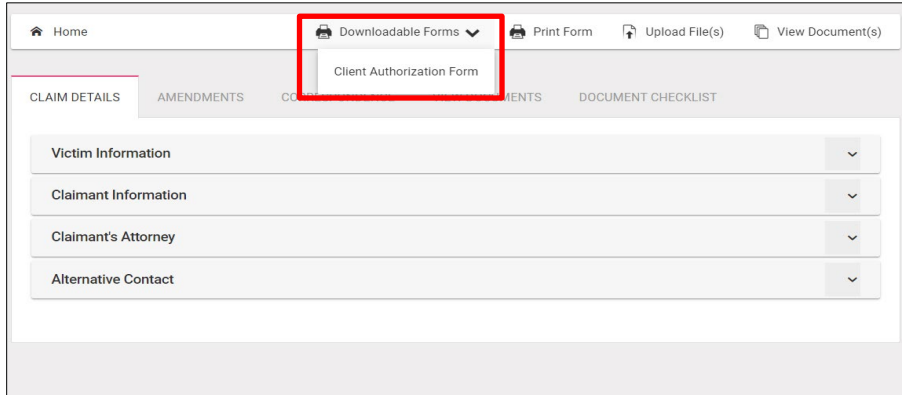 Home Downloadable Forms Print Form Upload File(s) View Document(s)
Client Authorization Form
CLAIM DETAILS AMENDMENTS DOCUMENT CHECKLIST
Victim Information
Claimant Information
Claimant's Attorney
Alternative Contact